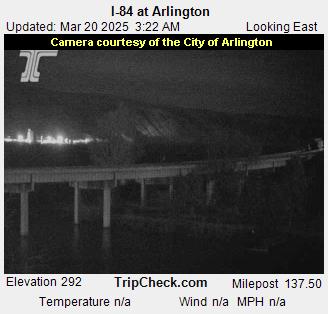 I-84 at Arlington
Updated: Mar 20 2025 3:22 AM Looking East
Camera courtesy of the City of Arlington
Elevation 292 TripCheck.com Milepost 137.50
Temperature n/a Wind n/a MPH n/a